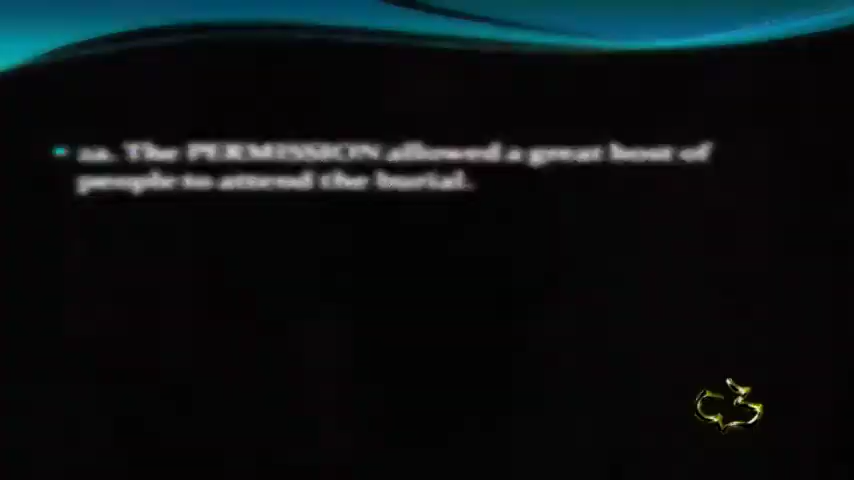 The PERMISSION allowed a great host of
people to attend the burial.